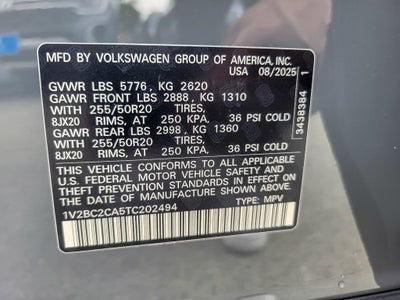 MFD BY VOLKSWAGEN GROUP OF AMERICA, INC.
USA 08/2025
GVWR LBS 5776, KG 2620
GAWR FRONT LBS 2888, KG 1310
WITH 255/50R20 TIRES,
8JX20 RIMS, AT 250 KPA, 36 PSI COLD
GAWR REAR LBS 2998, KG 1360
WITH 255/50R20 TIRES,
8JX20 RIMS, AT 250 KPA, 36 PSI COLD
THIS VEHICLE CONFORMS TO ALL APPLICABLE
U.S. FEDERAL MOTOR VEHICLE SAFETY, BUMPER, AND
THEFT PREVENTION STANDARDS IN EFFECT ON THE
DATE OF MANUFACTURE SHOWN ABOVE.
1V2BC2CA5TC202494 TYPE: MPV
3438384 1